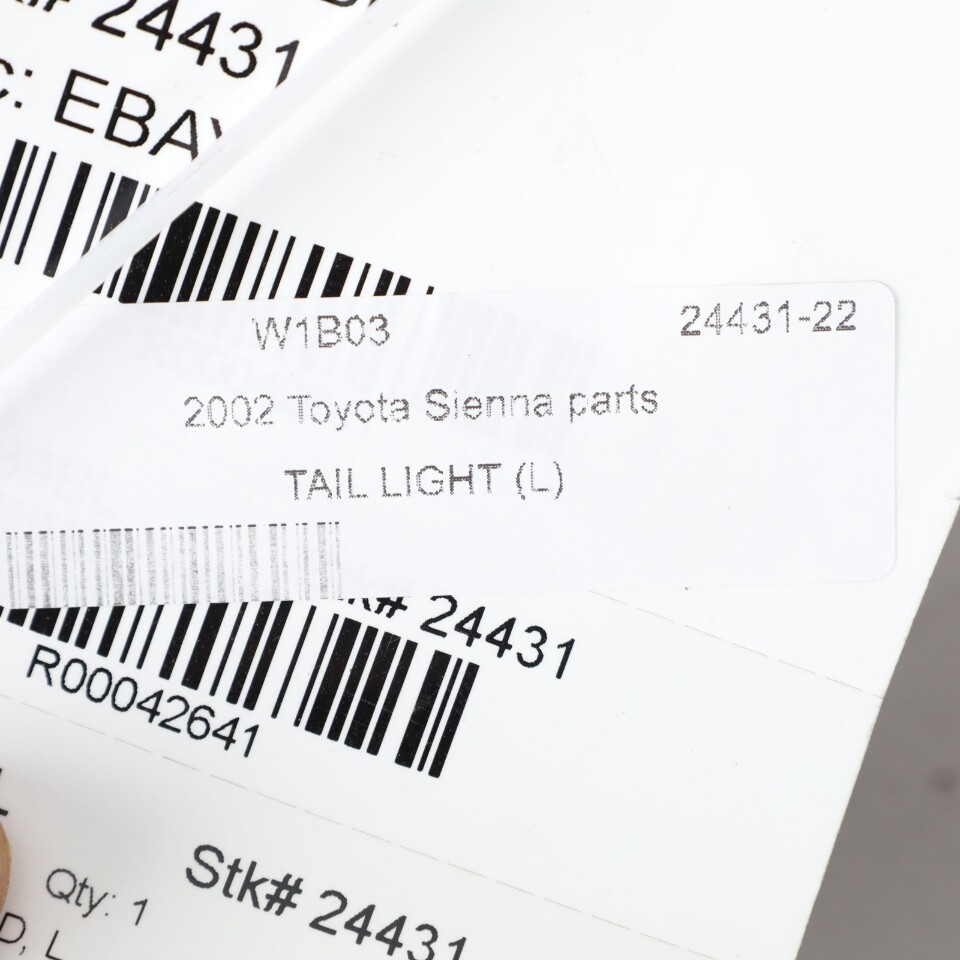 # 24431
c: EBAY
W1B03 24431-22
2002 Toyota Sienna parts
TAIL LIGHT (L)
k# 24431
R00042641
Stk# 24431
Qty: 1
D, L